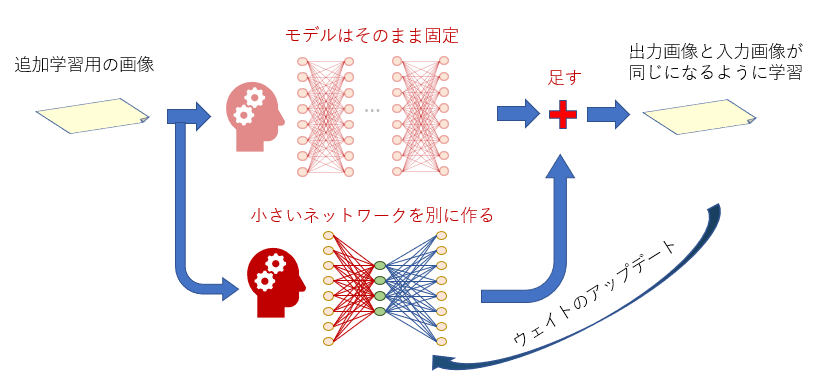 モデルはそのまま固定
追加学習用の画像
出力画像と入力画像が
同じになるように学習
足す
…
小さいネットワークを別に作る
ウェイトのアップデート